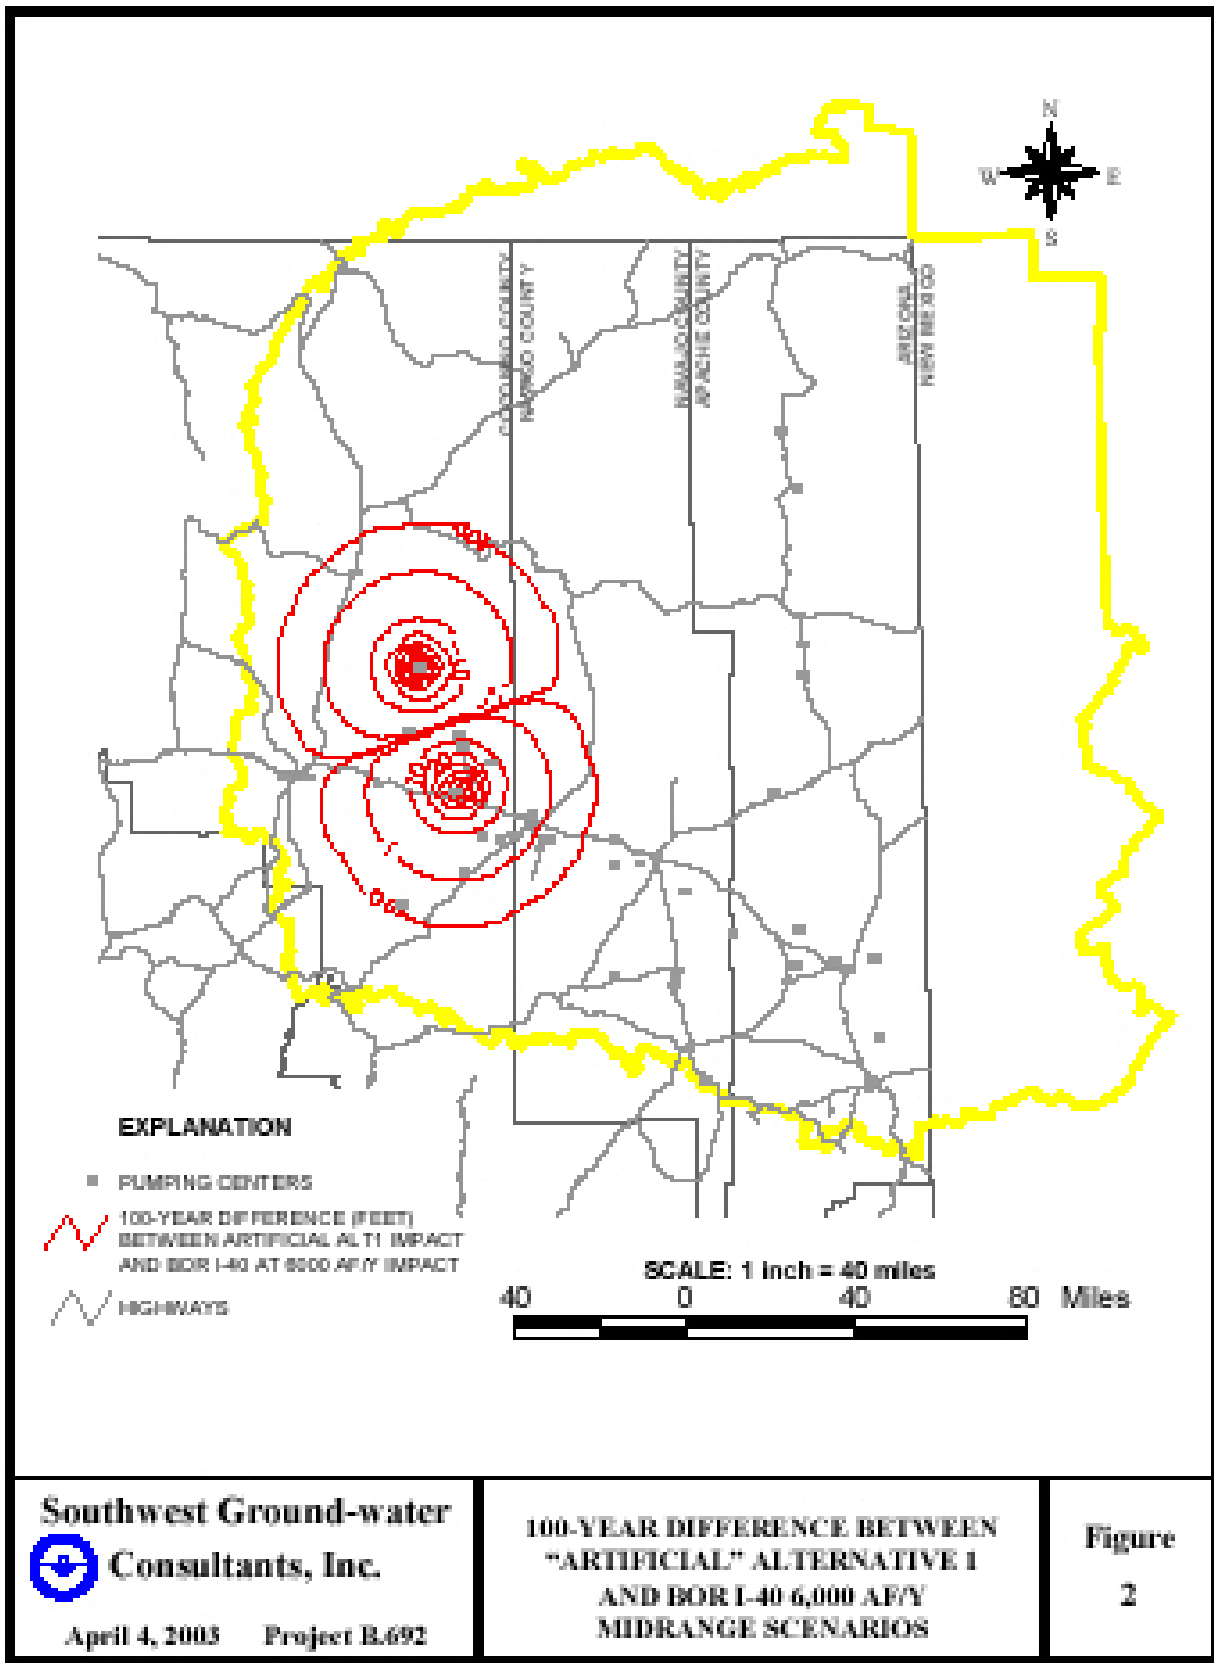 N
W E
S
COCONINO COUNTY
NAVAJO COUNTY
NAVAJO COUNTY
APACHE COUNTY
ARIZONA
NEW MEXICO
EXPLANATION
PUMPING CENTERS
100-YEAR DIFFERENCE (FEET)
BETWEEN ARTIFICIAL ALT1 IMPACT
AND BOR I-40 AT 6000 AF/Y IMPACT
HIGHWAYS
SCALE: 1 inch = 40 miles
40 0 40 80 Miles
Southwest Ground-water
Consultants, Inc.
April 4, 2003 Project B.692
100-YEAR DIFFERENCE BETWEEN
“ARTIFICIAL” ALTERNATIVE 1
AND BOR I-40 6,000 AF/Y
MIDRANGE SCENARIOS
Figure
2